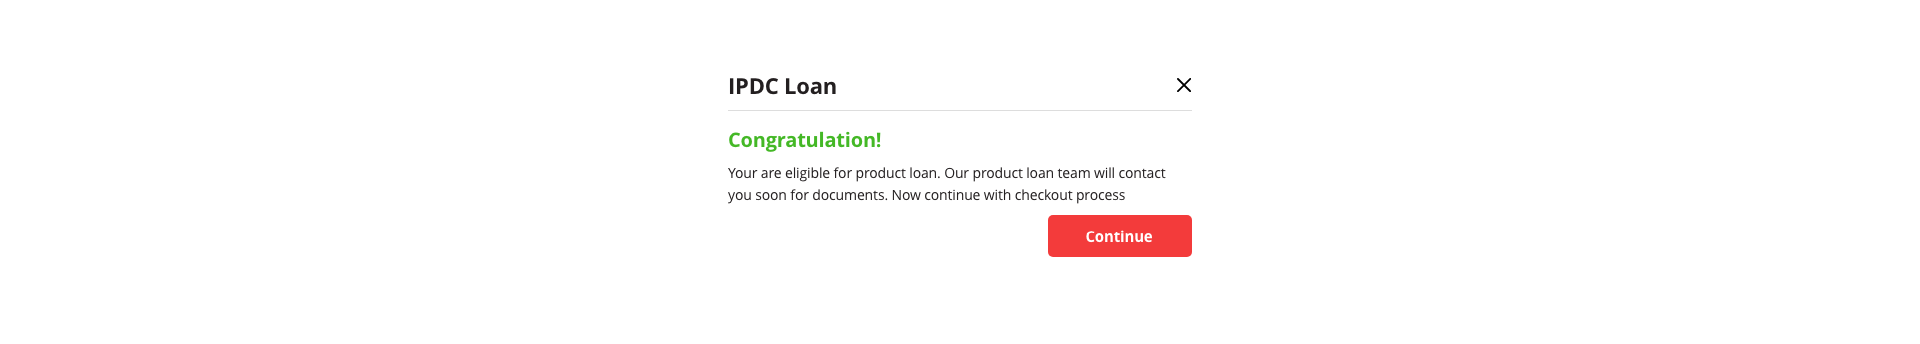 IPDC Loan
Congratulation!
Your are eligible for product loan. Our product loan team will contact
you soon for documents. Now continue with checkout process
Continue